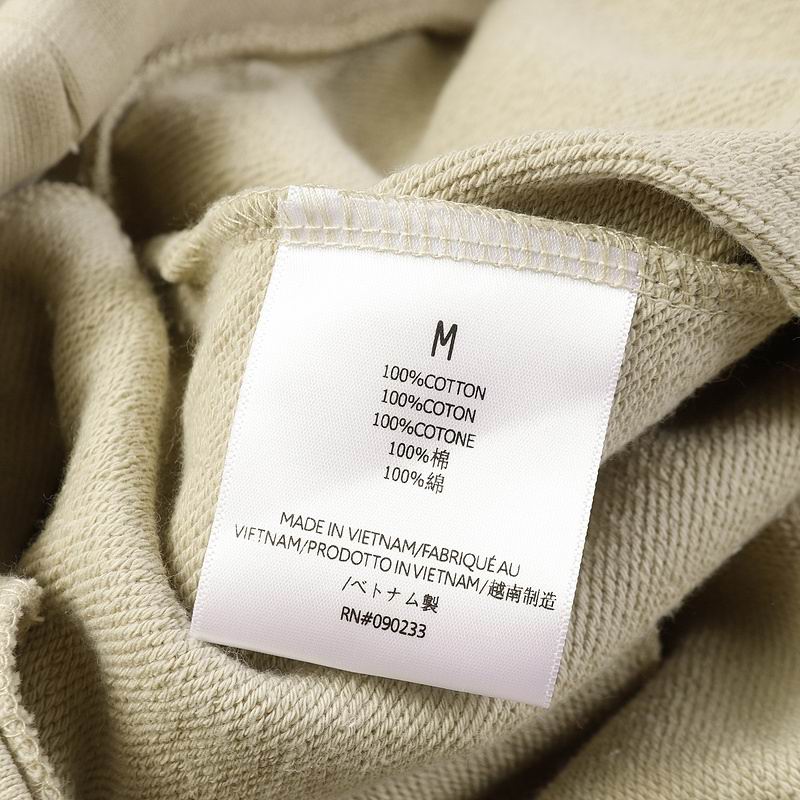 M
100%COTTON
100%COTON
100%COTONE
100%棉
100%綿
MADE IN VIETNAM/FABRIQUÉ AU
VIETNAM/PRODOTTO IN VIETNAM/越南制造
/ベトナム製
RN#090233